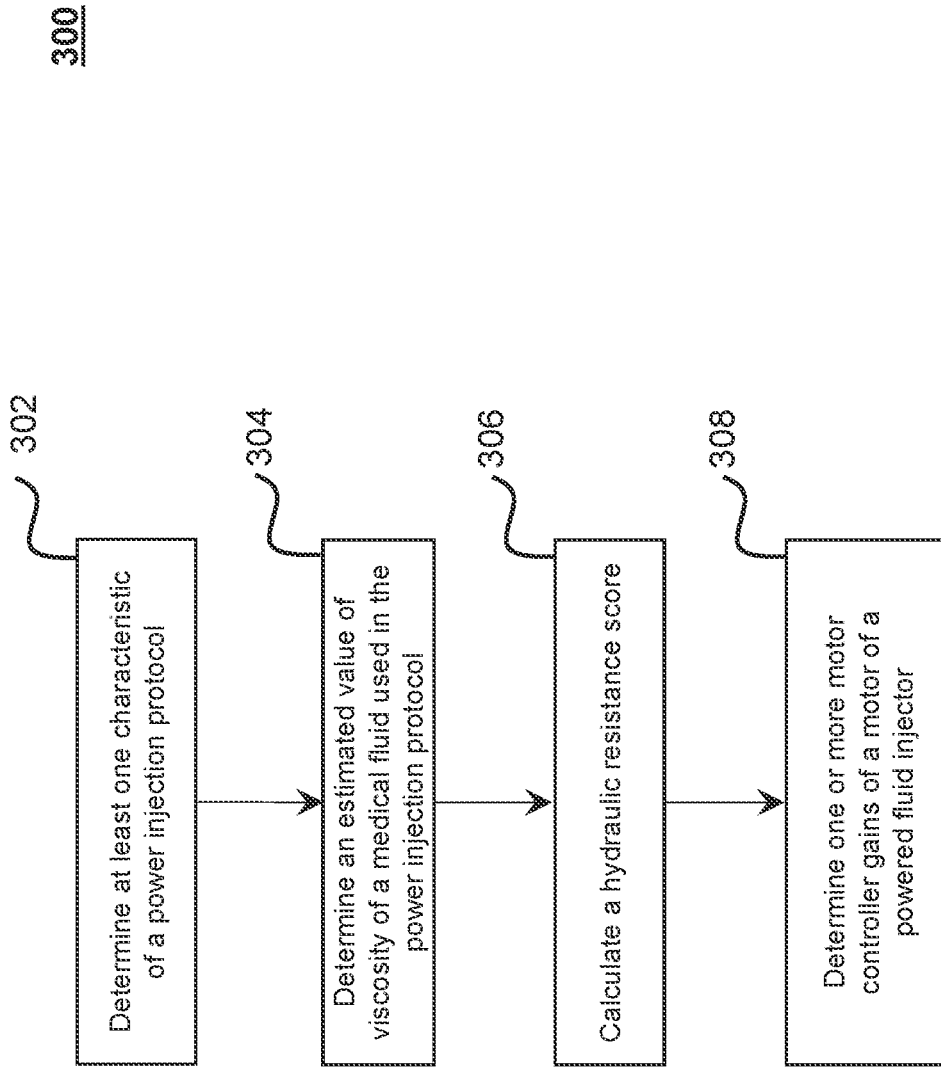 300
302
Determine at least one characteristic
of a power injection protocol
304
Determine an estimated value of
viscosity of a medical fluid used in the
power injection protocol
306
Calculate a hydraulic resistance score
308
Determine one or more motor
controller gains of a motor of a
powered fluid injector